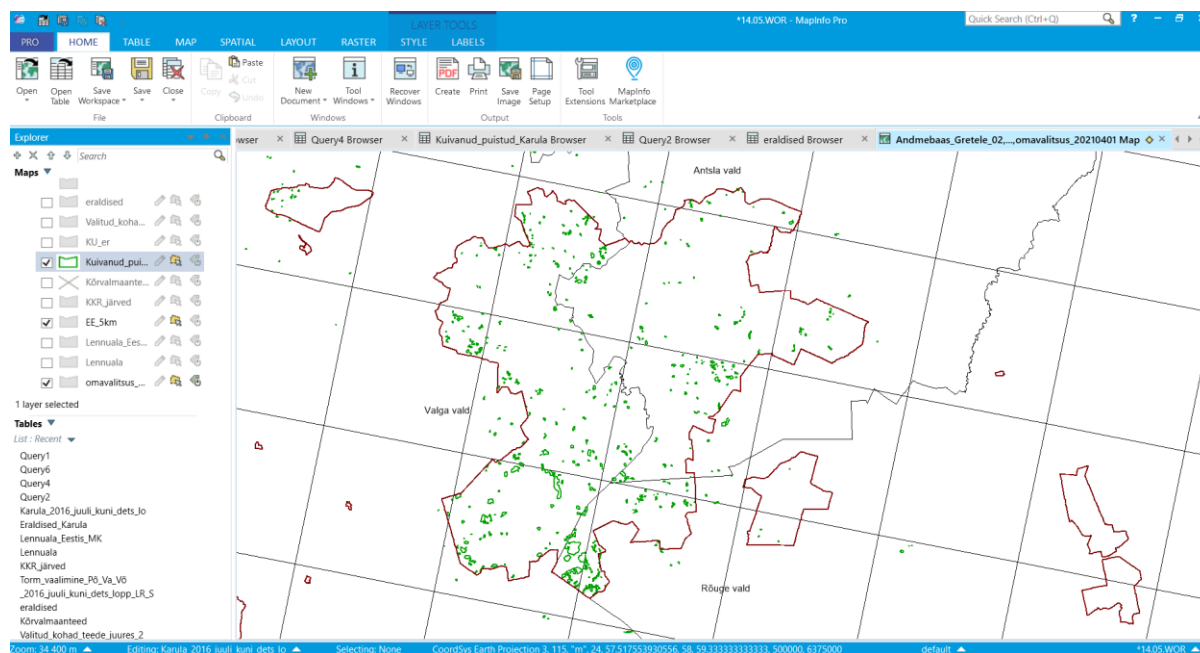 LAYER TOOLS
*14.05.WOR - MapInfo Pro
Quick Search (Ctrl+Q)
?
PRO HOME TABLE MAP SPATIAL LAYOUT RASTER STYLE LABELS
Open Open Table Save Workspace Save Close
Copy Paste Cut Undo
New Document Tool Windows Recover Windows
Create Print Save Image Page Setup
Tool Extensions MapInfo Marketplace
File Clipboard Windows Output Tools
Explorer
wser Query4 Browser Kuivanud_puistud_Karula Browser Query2 Browser eraldised Browser Andmebaas_Gretele_02,...,omavalitsus_20210401 Map
Search
Maps
eraldised
Valitud_koha...
KU_er
Kuivanud_pui...
Kõrvalmaante...
KKR_järved
EE_5km
Lennuala_Ees...
Lennuala
omavalitsus_...
1 layer selected
Tables
List : Recent
Query1
Query6
Query4
Query2
Karula_2016_juuli_kuni_dets_lo
Eraldised_Karula
Lennuala_Eestis_MK
Lennuala
KKR_järved
Torm_vaalimine_Põ_Va_Võ
_2016_juuli_kuni_dets_lopp_LR_S
eraldised
Kõrvalmaanteed
Valitud_kohad_teede_juures_2
Antsla vald
Valga vald
Rõuge vald
Zoom: 34 400 m Editing: Karula_2016_juuli_kuni_dets_lo Selecting: None CoordSys Earth Projection 3, 115, "m", 24, 57.517553930556, 58, 59.333333333333, 500000, 6375000 default *14.05.WOR